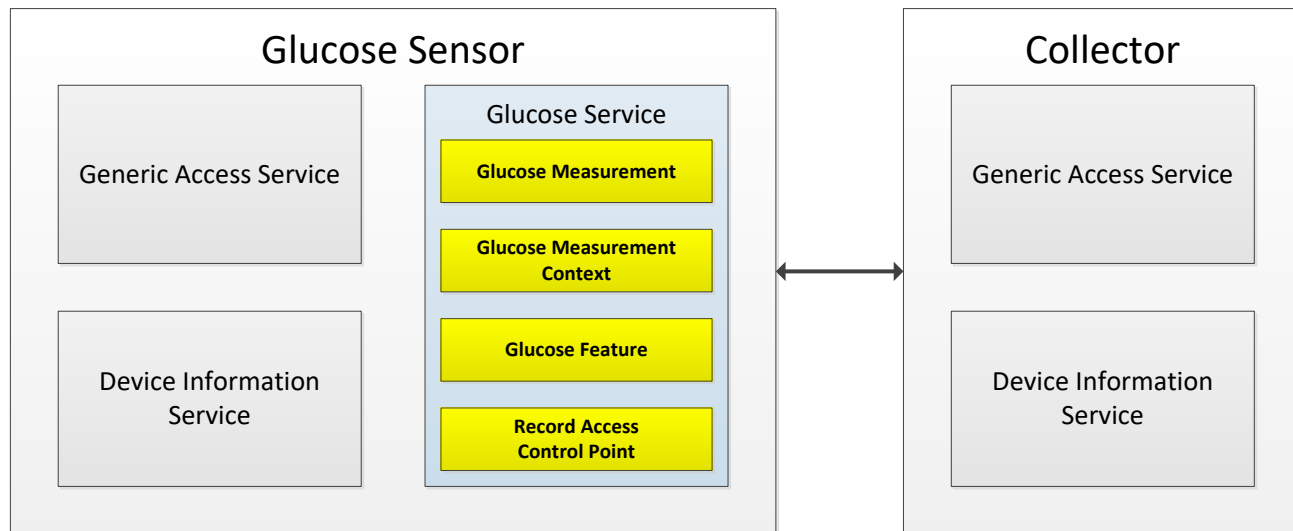 Glucose Sensor
Generic Access Service
Device Information
Service
Glucose Service
Glucose Measurement
Glucose Measurement
Context
Glucose Feature
Record Access
Control Point
Collector
Generic Access Service
Device Information
Service